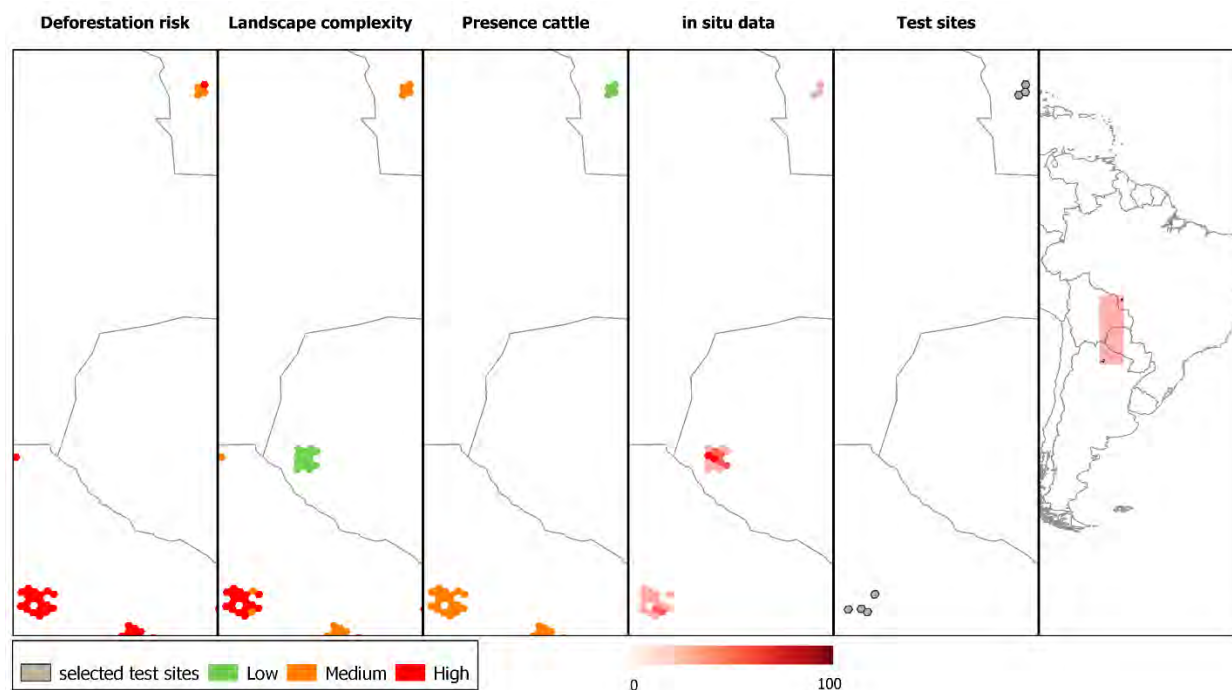 Deforestation risk
Landscape complexity
Presence cattle
in situ data
Test sites
selected test sites
Low
Medium
High
0
100